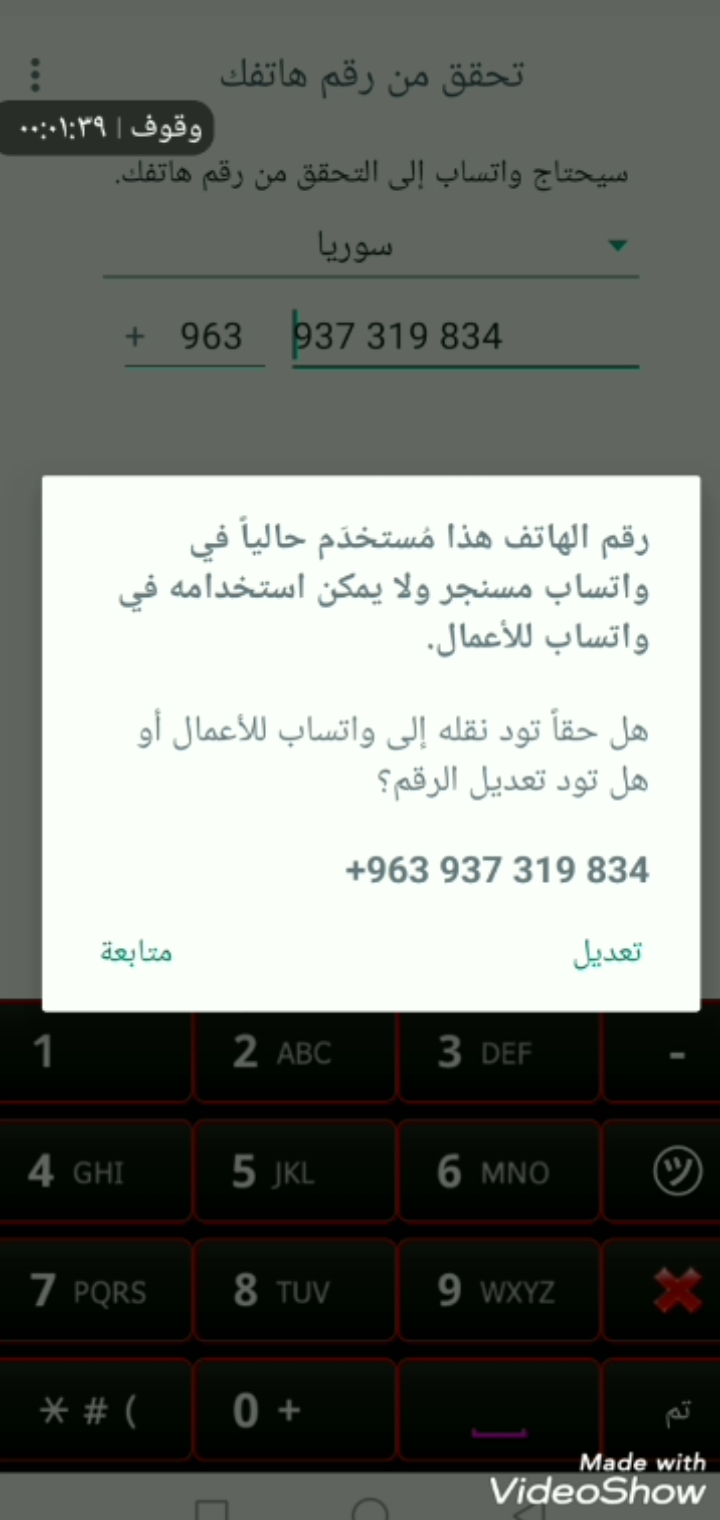 تحقق من رقم هاتفك
وقوف | ٠٠:٠١:٣٩
سيحتاج واتساب إلى التحقق من رقم هاتفك.
سوريا
+ 963 937 319 834
رقم الهاتف هذا مُستخدَم حالياً في
واتساب مسنجر ولا يمكن استخدامه في
واتساب للأعمال.
هل حقاً تود نقله إلى واتساب للأعمال أو
هل تود تعديل الرقم؟
+963 937 319 834
تعديل
متابعة
1 2 ABC 3 DEF -
4 GHI 5 JKL 6 MNO ツ
7 PQRS 8 TUV 9 WXYZ
* # ( 0 + تم
Made with
VideoShow